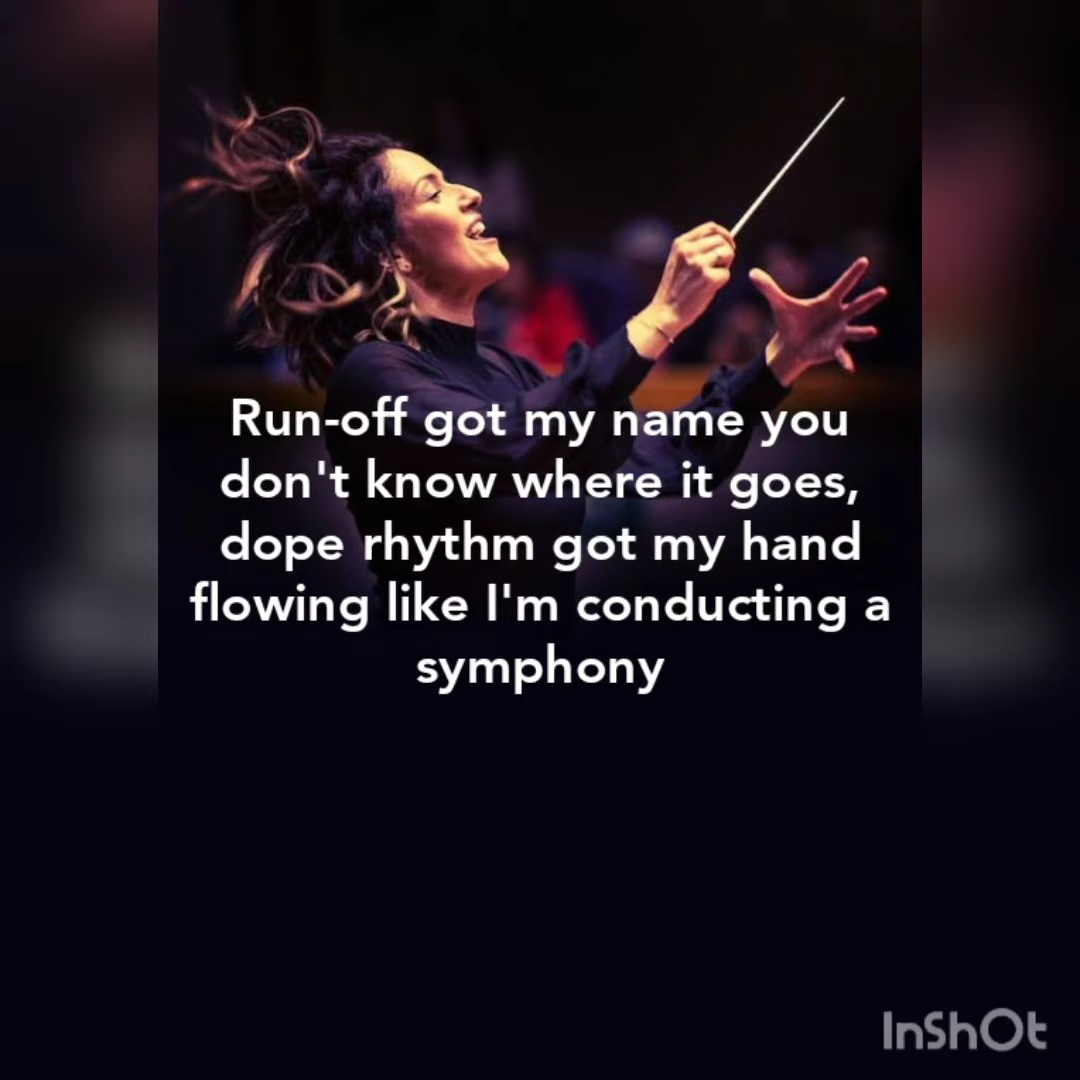 Run-off got my name you
don't know where it goes,
dope rhythm got my hand
flowing like I'm conducting a
symphony
InShOt